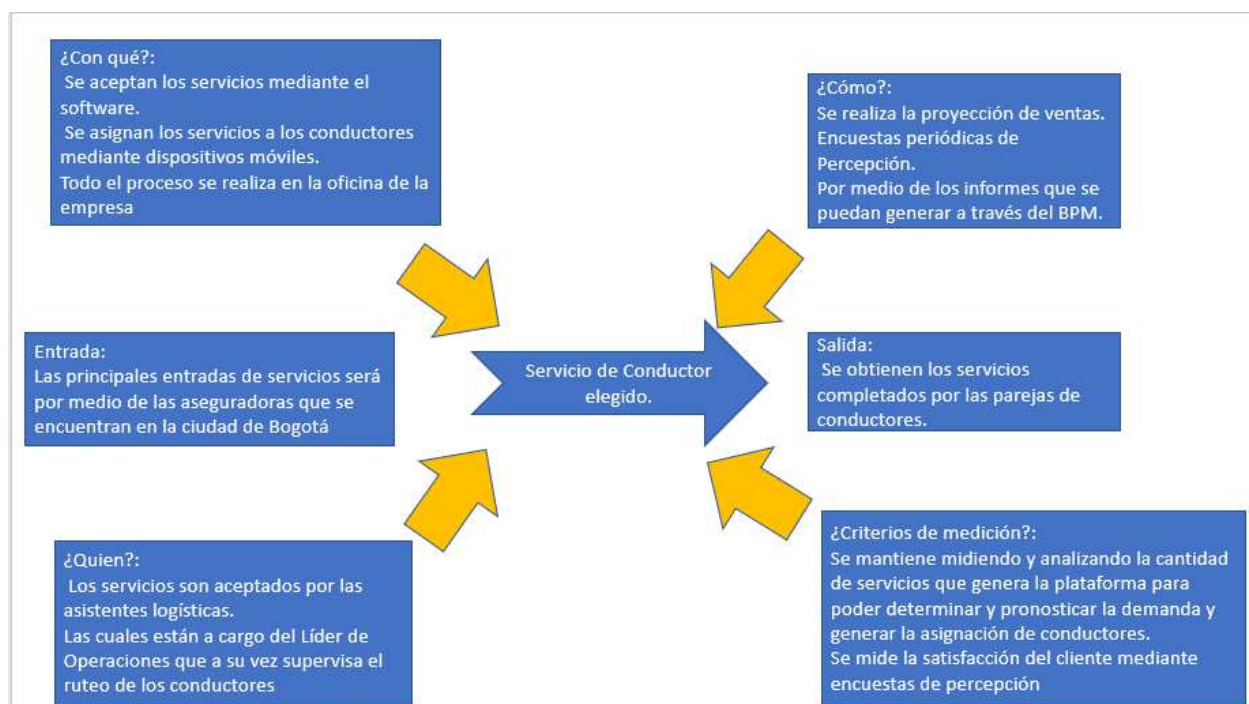 ¿Con qué?:
Se aceptan los servicios mediante el
software.
Se asignan los servicios a los conductores
mediante dispositivos móviles.
Todo el proceso se realiza en la oficina de la
empresa
¿Cómo?:
Se realiza la proyección de ventas.
Encuestas periódicas de
Percepción.
Por medio de los informes que se
puedan generar a través del BPM.
Entrada:
Las principales entradas de servicios será
por medio de las aseguradoras que se
encuentran en la ciudad de Bogotá
Servicio de Conductor
elegido.
Salida:
Se obtienen los servicios
completados por las parejas de
conductores.
¿Quien?:
Los servicios son aceptados por las
asistentes logísticas.
Las cuales están a cargo del Líder de
Operaciones que a su vez supervisa el
ruteo de los conductores
¿Criterios de medición?:
Se mantiene midiendo y analizando la cantidad
de servicios que genera la plataforma para
poder determinar y pronosticar la demanda y
generar la asignación de conductores.
Se mide la satisfacción del cliente mediante
encuestas de percepción